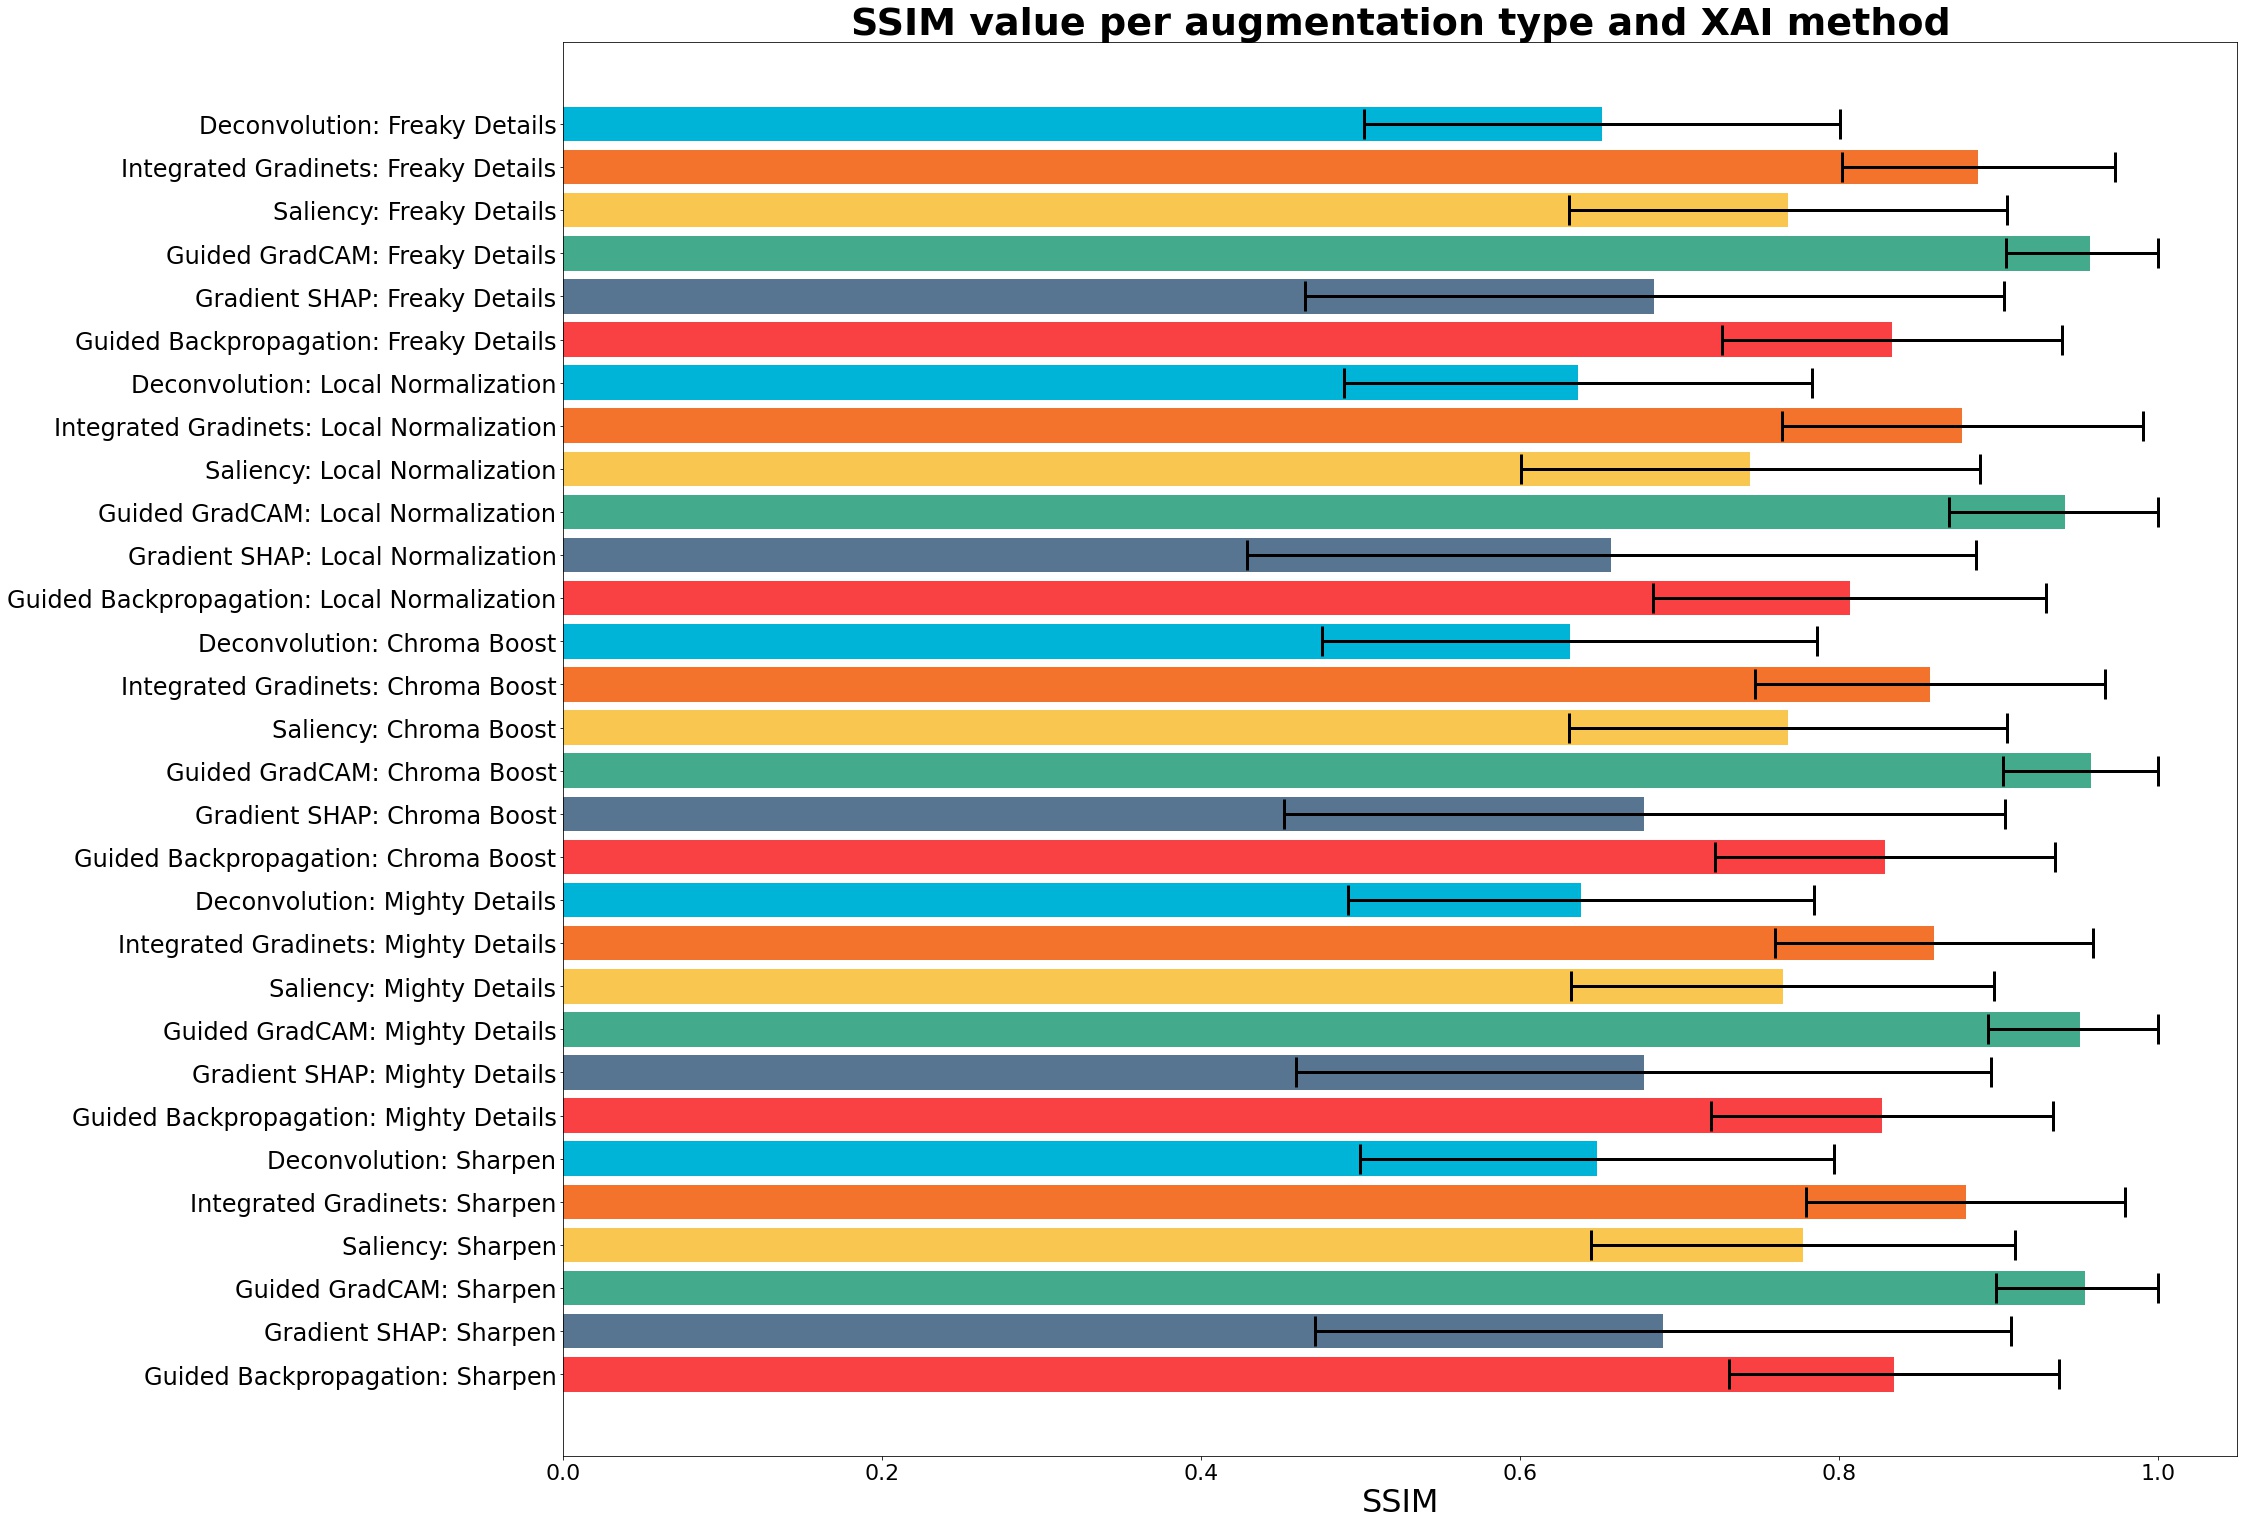 SSIM value per augmentation type and XAI method
Deconvolution: Freaky Details
Integrated Gradinets: Freaky Details
Saliency: Freaky Details
Guided GradCAM: Freaky Details
Gradient SHAP: Freaky Details
Guided Backpropagation: Freaky Details
Deconvolution: Local Normalization
Integrated Gradinets: Local Normalization
Saliency: Local Normalization
Guided GradCAM: Local Normalization
Gradient SHAP: Local Normalization
Guided Backpropagation: Local Normalization
Deconvolution: Chroma Boost
Integrated Gradinets: Chroma Boost
Saliency: Chroma Boost
Guided GradCAM: Chroma Boost
Gradient SHAP: Chroma Boost
Guided Backpropagation: Chroma Boost
Deconvolution: Mighty Details
Integrated Gradinets: Mighty Details
Saliency: Mighty Details
Guided GradCAM: Mighty Details
Gradient SHAP: Mighty Details
Guided Backpropagation: Mighty Details
Deconvolution: Sharpen
Integrated Gradinets: Sharpen
Saliency: Sharpen
Guided GradCAM: Sharpen
Gradient SHAP: Sharpen
Guided Backpropagation: Sharpen
0.0 0.2 0.4 0.6 0.8 1.0
SSIM